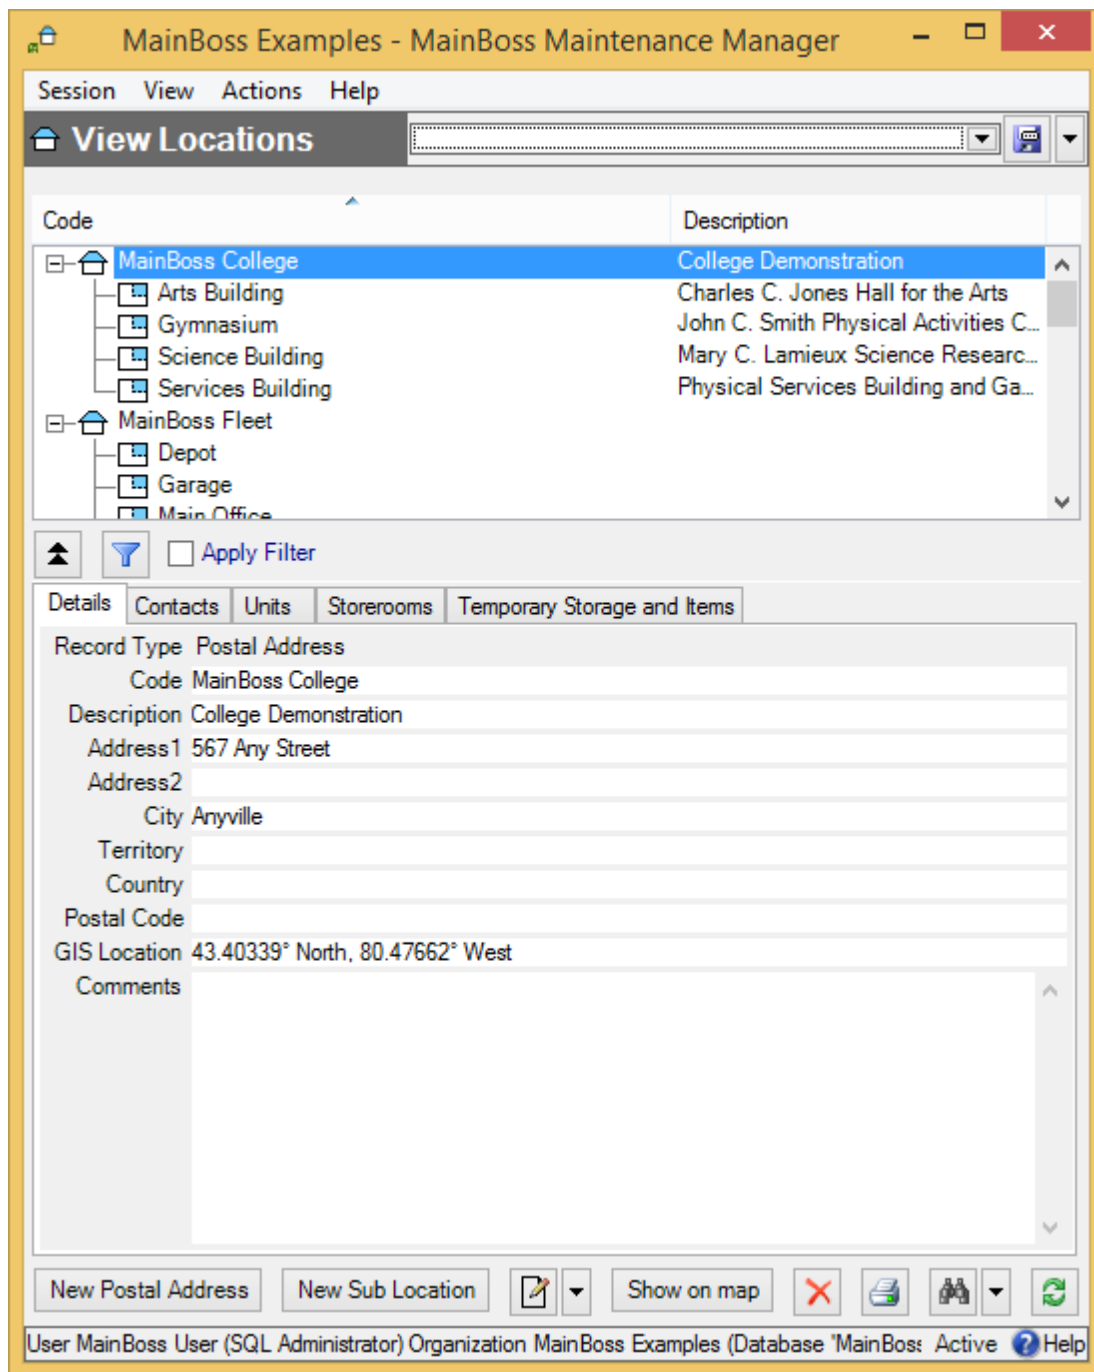 MainBoss Examples - MainBoss Maintenance Manager
Session View Actions Help
View Locations
Code Description
MainBoss College College Demonstration
Arts Building Charles C. Jones Hall for the Arts
Gymnasium John C. Smith Physical Activities C...
Science Building Mary C. Lamieux Science Researc...
Services Building Physical Services Building and Ga...
MainBoss Fleet
Depot
Garage
Main Office
Apply Filter
Details Contacts Units Storerooms Temporary Storage and Items
Record Type Postal Address
Code MainBoss College
Description College Demonstration
Address1 567 Any Street
Address2
City Anyville
Territory
Country
Postal Code
GIS Location 43.40339° North, 80.47662° West
Comments
New Postal Address New Sub Location Show on map
User MainBoss User (SQL Administrator) Organization MainBoss Examples (Database 'MainBoss Active Help